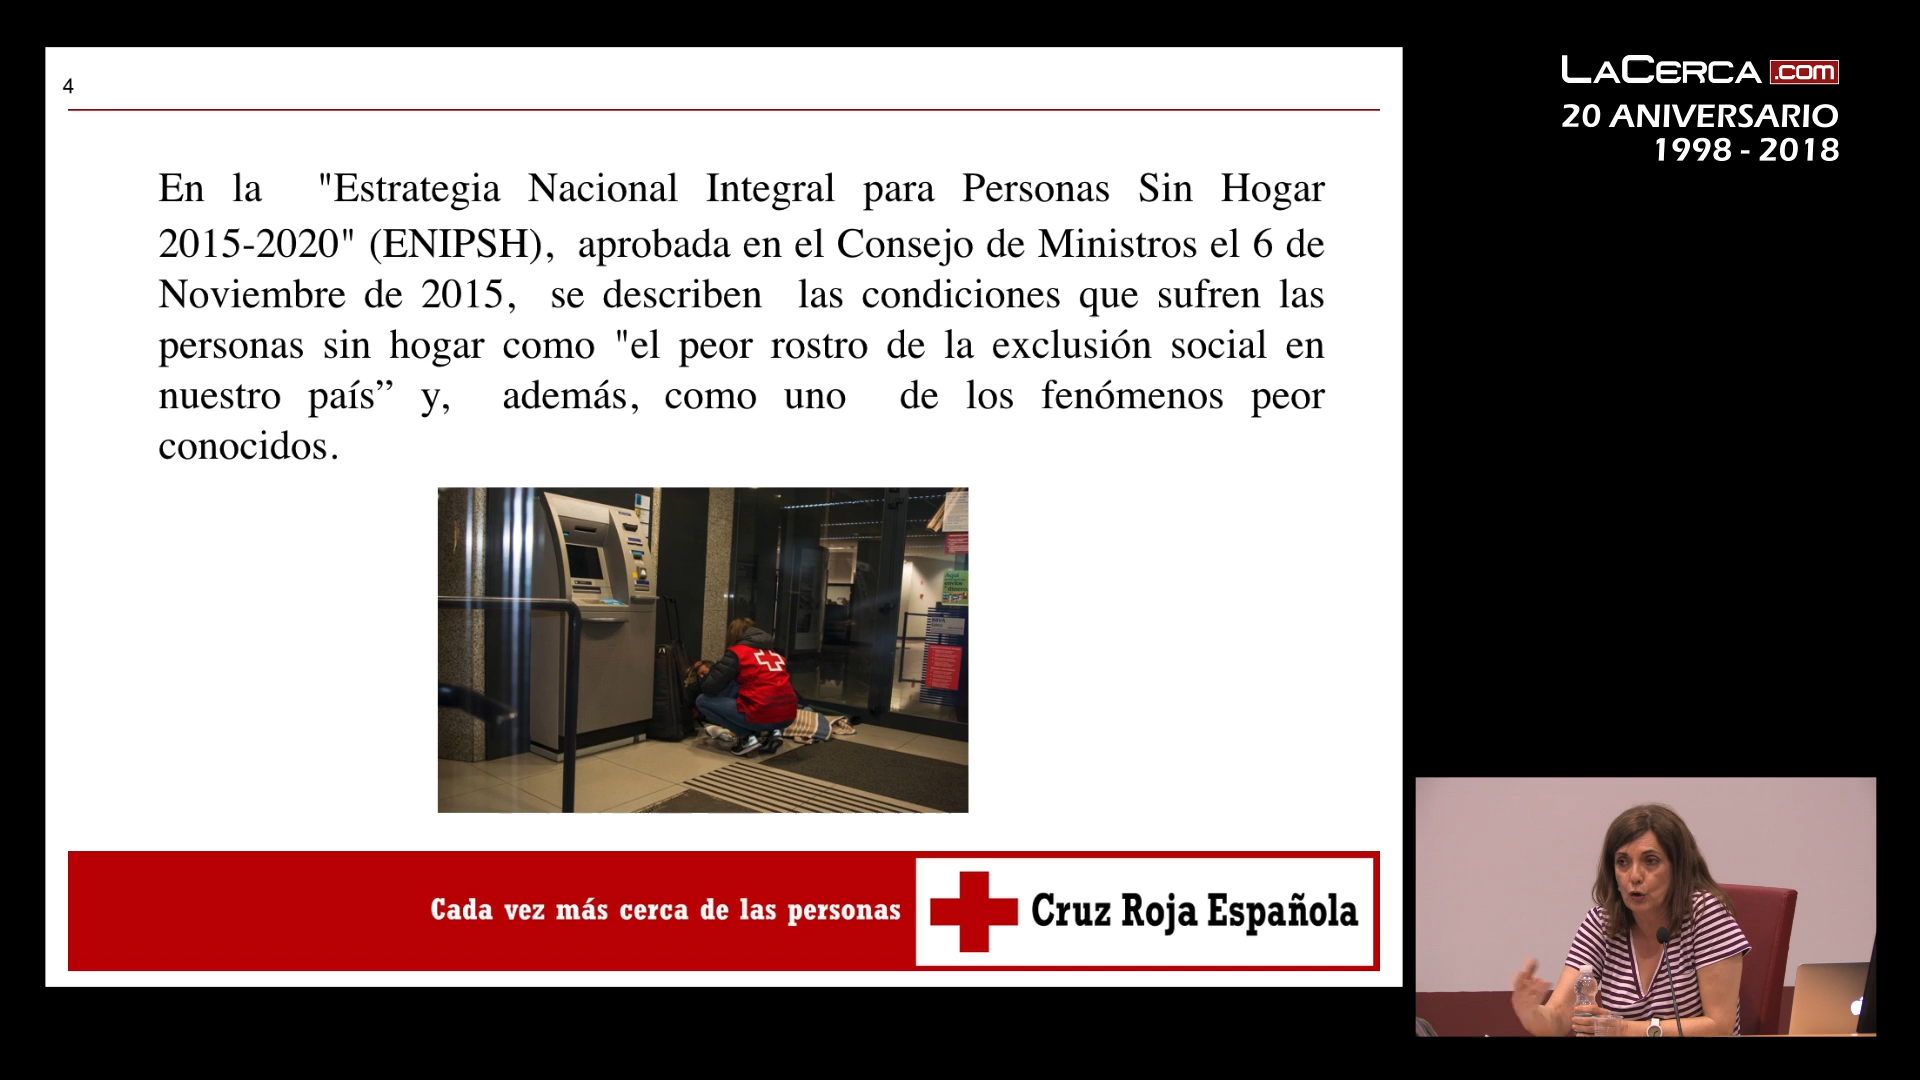 4
En la "Estrategia Nacional Integral para Personas Sin Hogar
2015-2020" (ENIPSH), aprobada en el Consejo de Ministros el 6 de
Noviembre de 2015, se describen las condiciones que sufren las
personas sin hogar como "el peor rostro de la exclusión social en
nuestro país” y, además, como uno de los fenómenos peor
conocidos.
Cada vez más cerca de las personas
Cruz Roja Española
LACERCA .com
20 ANIVERSARIO
1998 - 2018